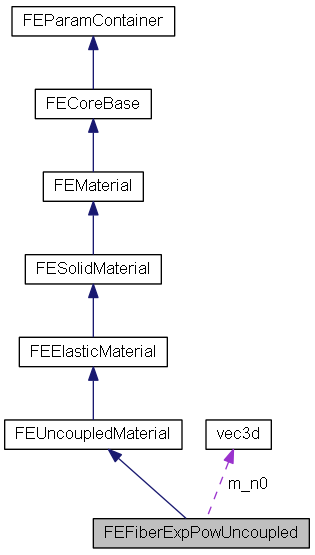 FEParamContainer
FECoreBase
FEMaterial
FESolidMaterial
FEElasticMaterial
FEUncoupledMaterial
vec3d
m_n0
FEFiberExpPowUncoupled